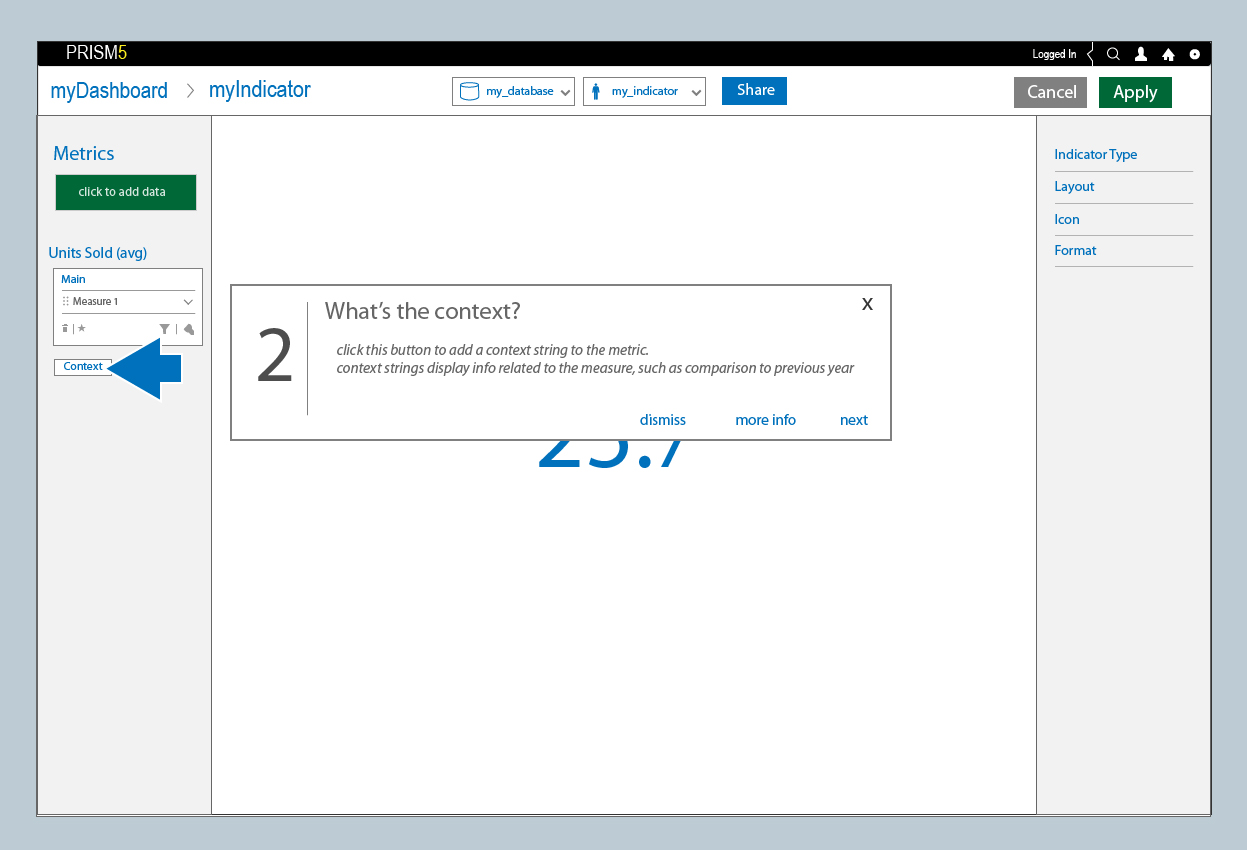 PRISM5
Logged In
myDashboard > myIndicator
my_database
my_indicator
Share
Cancel
Apply
Metrics
click to add data
Units Sold (avg)
Main
Measure 1
Context
2
What's the context?
X
click this button to add a context string to the metric.
context strings display info related to the measure, such as comparison to previous year
dismiss
more info
next
Indicator Type
Layout
Icon
Format